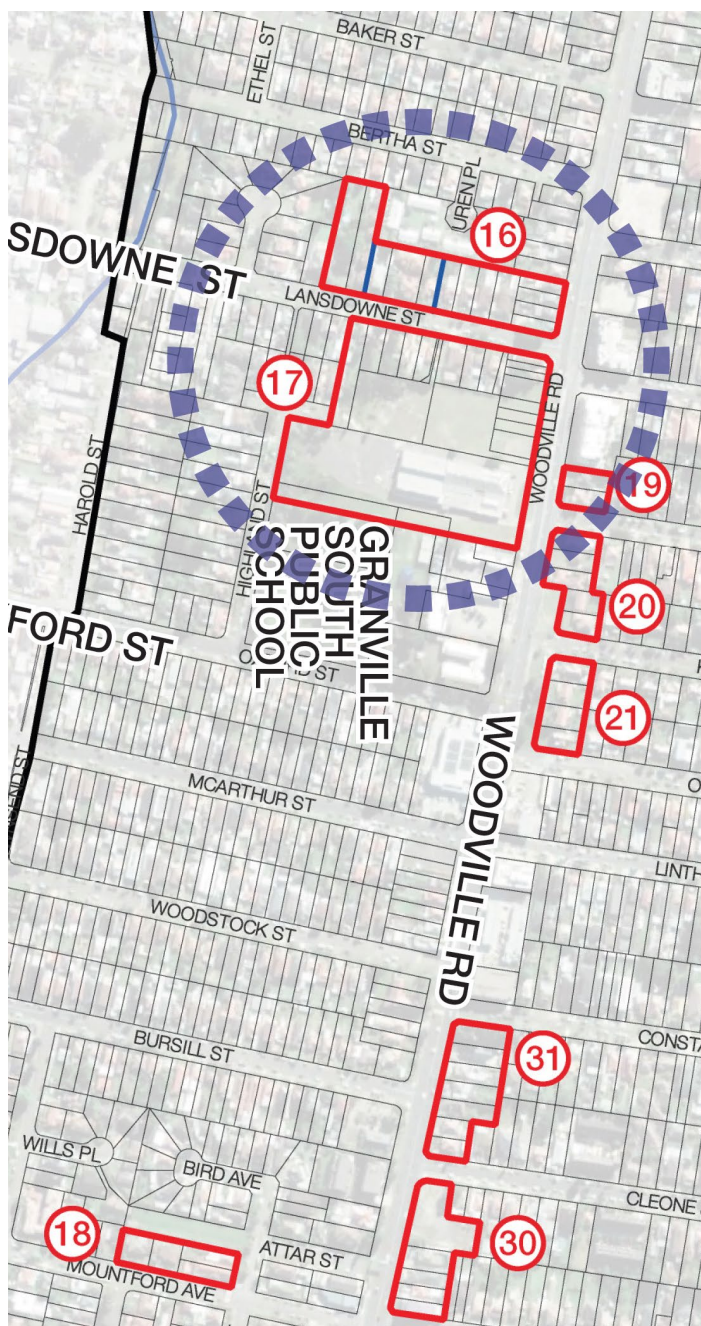 BAKER ST
ETHEL ST
BERTHA ST
UREN PL
16
SDOWNE ST
LANSDOWNE ST
17
WOODVILLE RD
19
HAROLD ST
HIGHLAND ST
GRANVILLE
SOUTH
PUBLIC
SCHOOL
20
FORD ST
21
WOODVILLE RD
MCARTHUR ST
LINTH
WOODSTOCK ST
CONSTA
BURSILL ST
31
WILLS PL
BIRD AVE
CLEONE
18
ATTAR ST
30
MOUNTFORD AVE